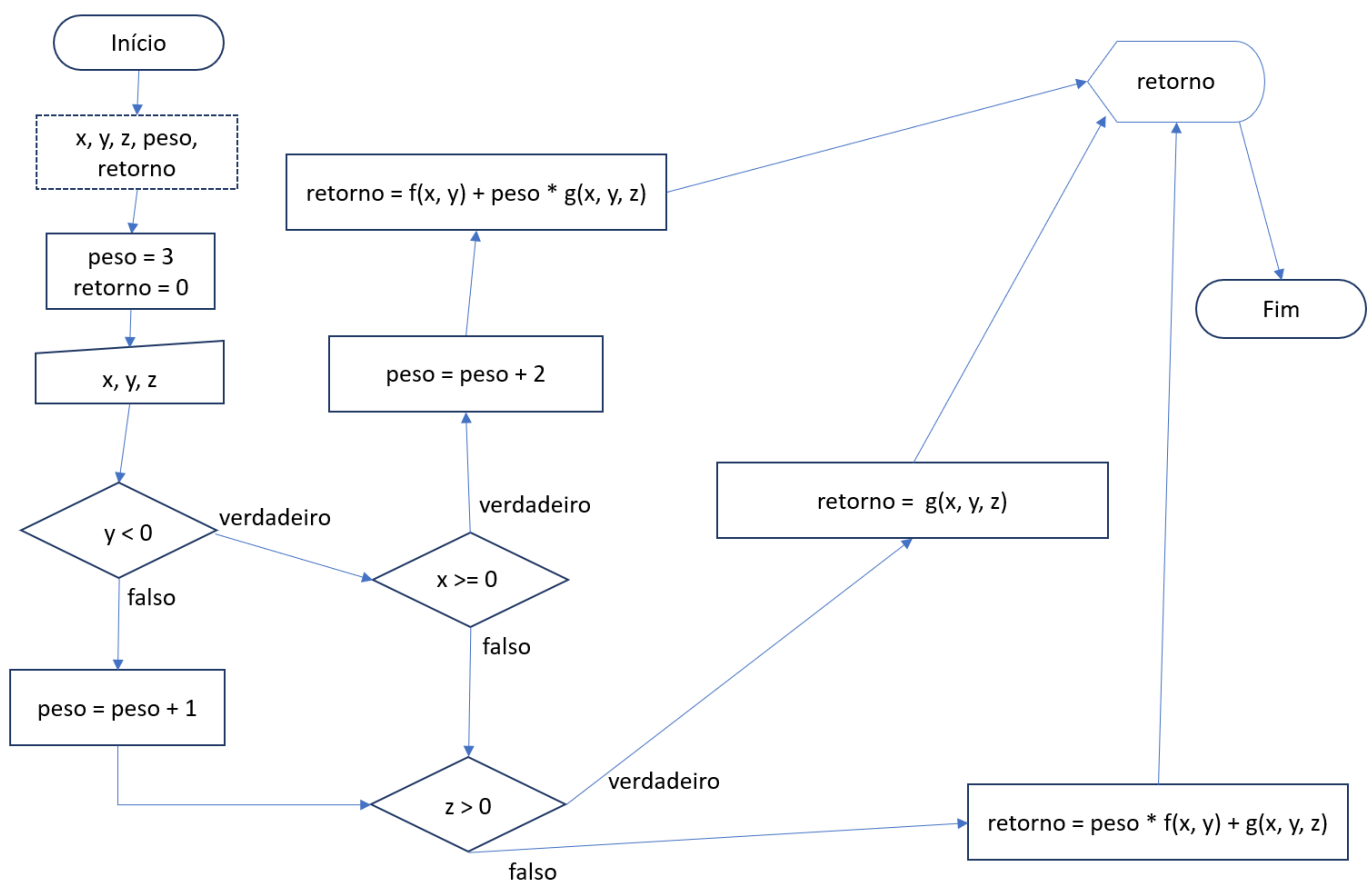 Início
x, y, z, peso,
retorno
peso = 3
retorno = 0
x, y, z
y < 0
verdadeiro
falso
peso = peso + 1
x >= 0
verdadeiro
falso
peso = peso + 2
retorno = f(x, y) + peso * g(x, y, z)
z > 0
verdadeiro
falso
retorno = g(x, y, z)
retorno = peso * f(x, y) + g(x, y, z)
retorno
Fim